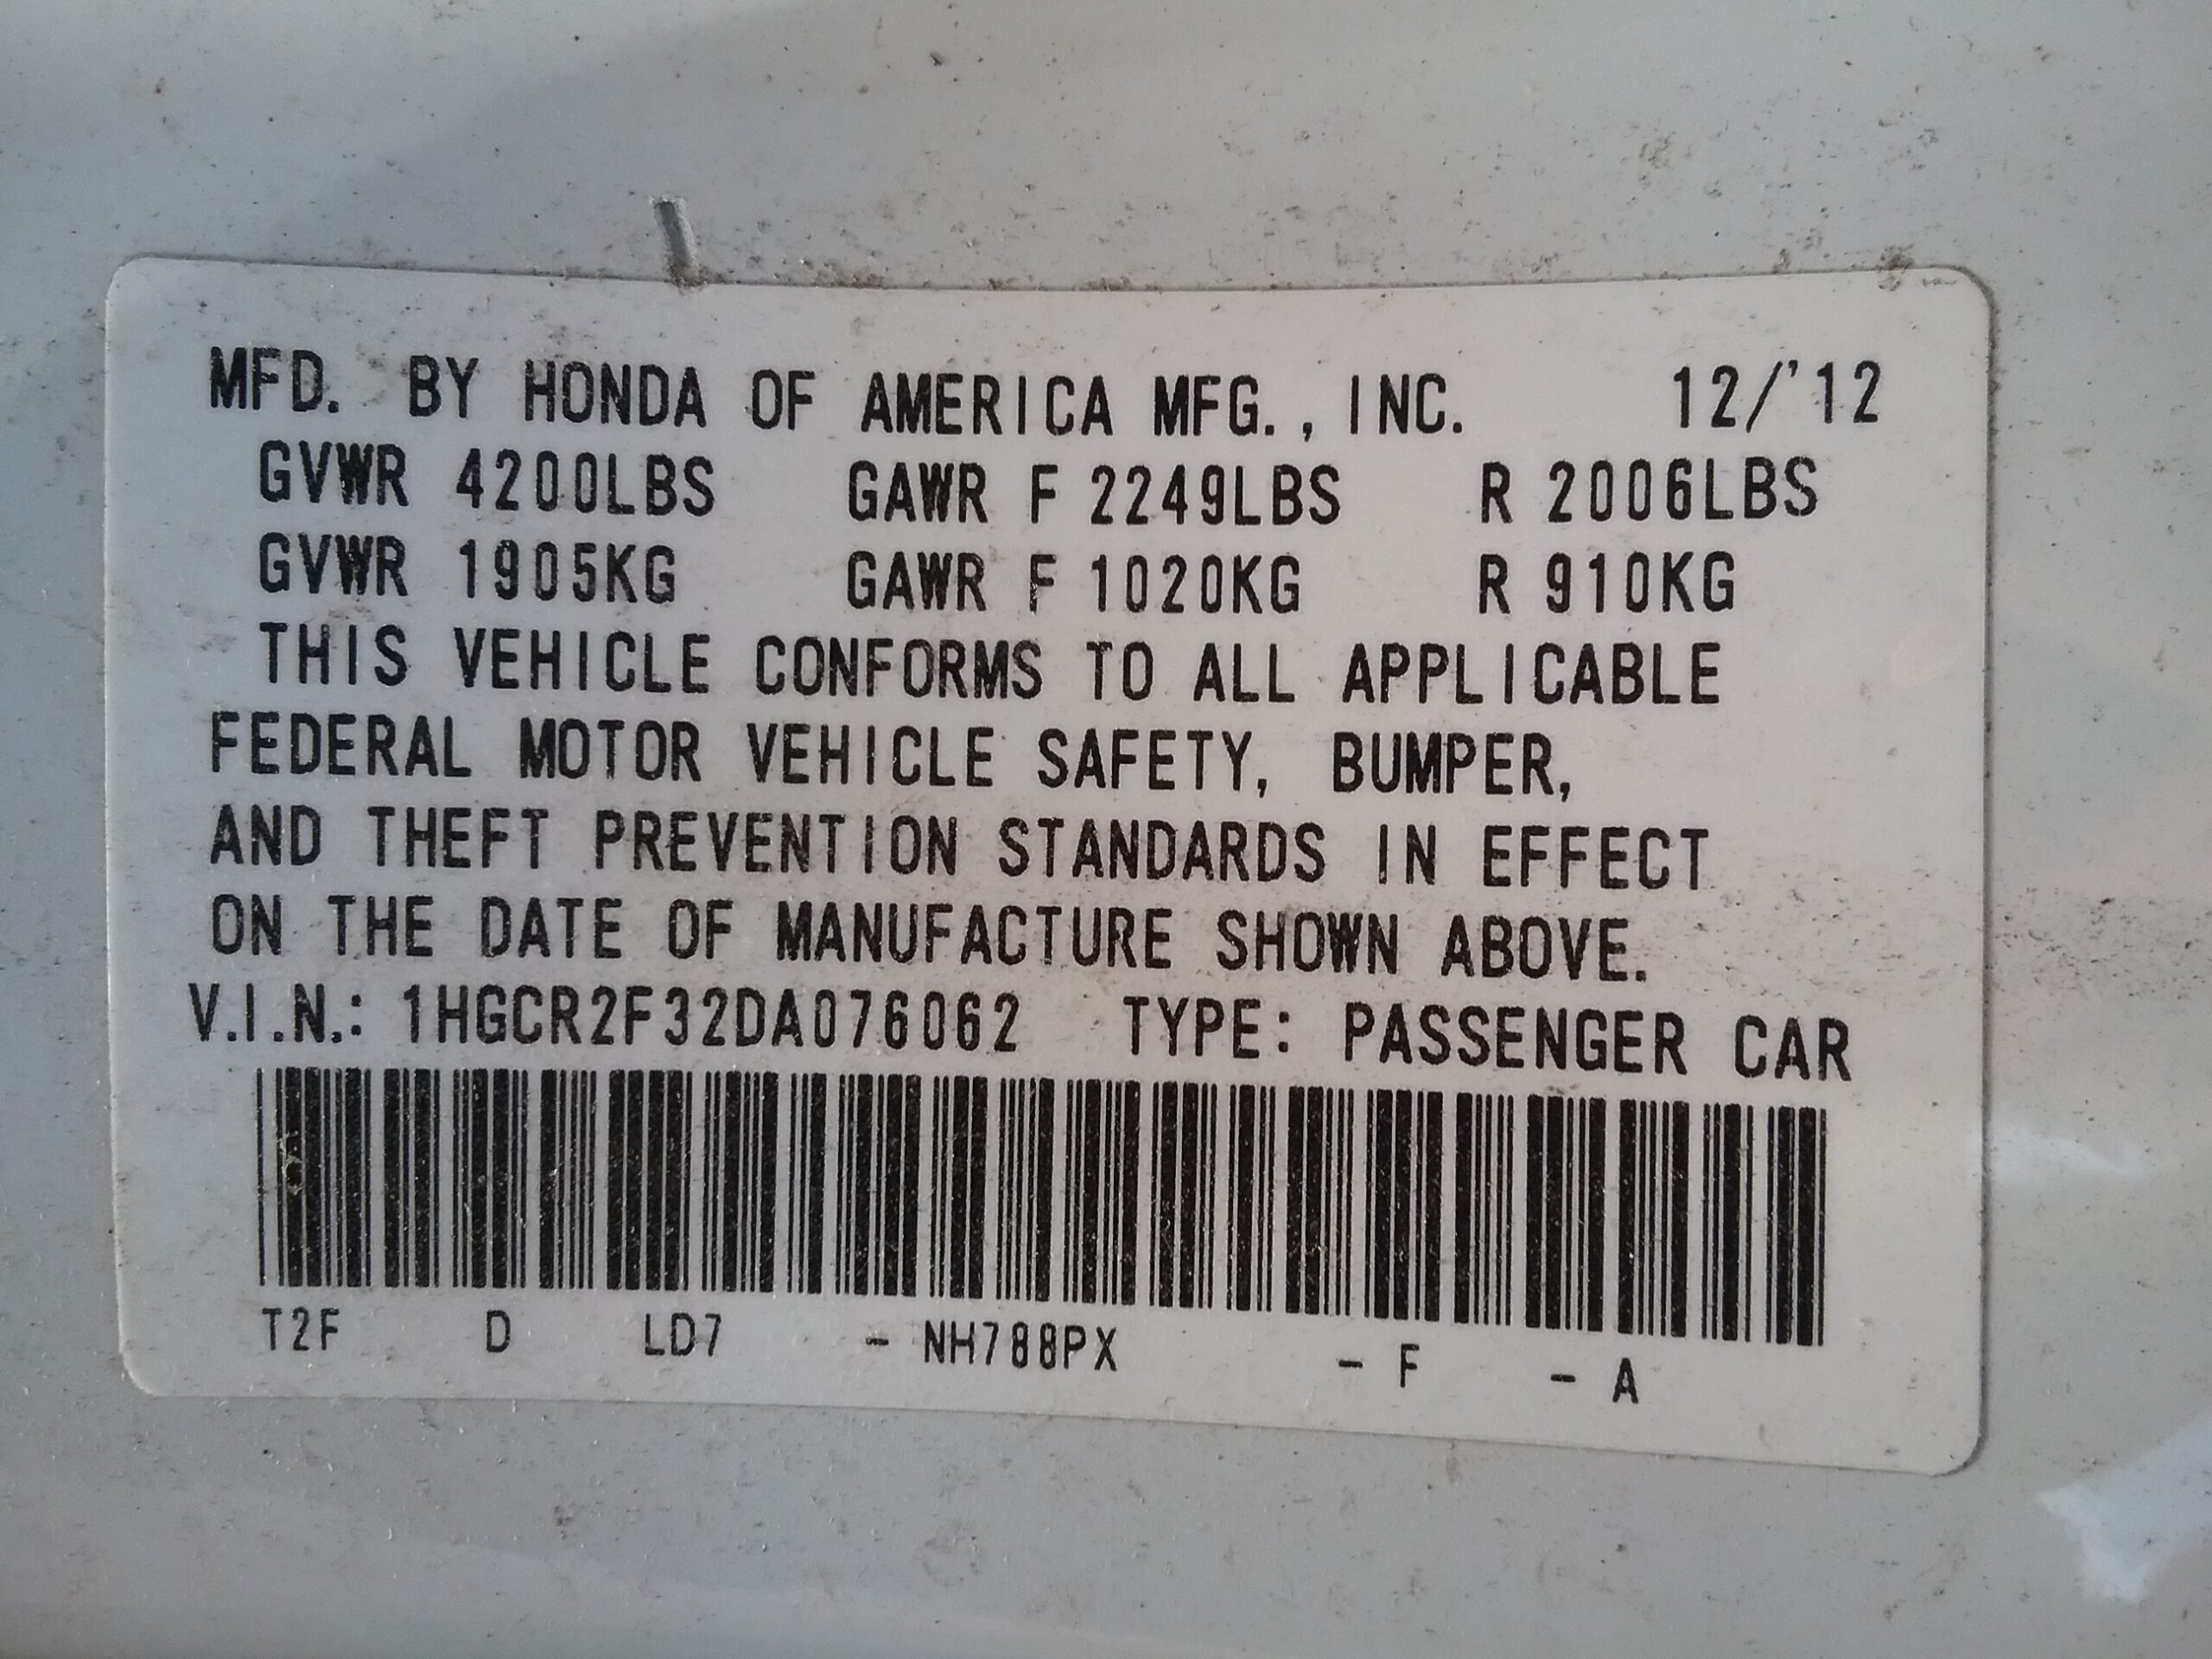 MFD. BY HONDA OF AMERICA MFG., INC. 12/'12
GVWR 4200LBS GAWR F 2249LBS R 2006LBS
GVWR 1905KG GAWR F 1020KG R 910KG
THIS VEHICLE CONFORMS TO ALL APPLICABLE
FEDERAL MOTOR VEHICLE SAFETY, BUMPER,
AND THEFT PREVENTION STANDARDS IN EFFECT
ON THE DATE OF MANUFACTURE SHOWN ABOVE.
V.I.N.: 1HGCR2F32DA076062 TYPE: PASSENGER CAR
T2F D LD7 - NH788PX - F - A